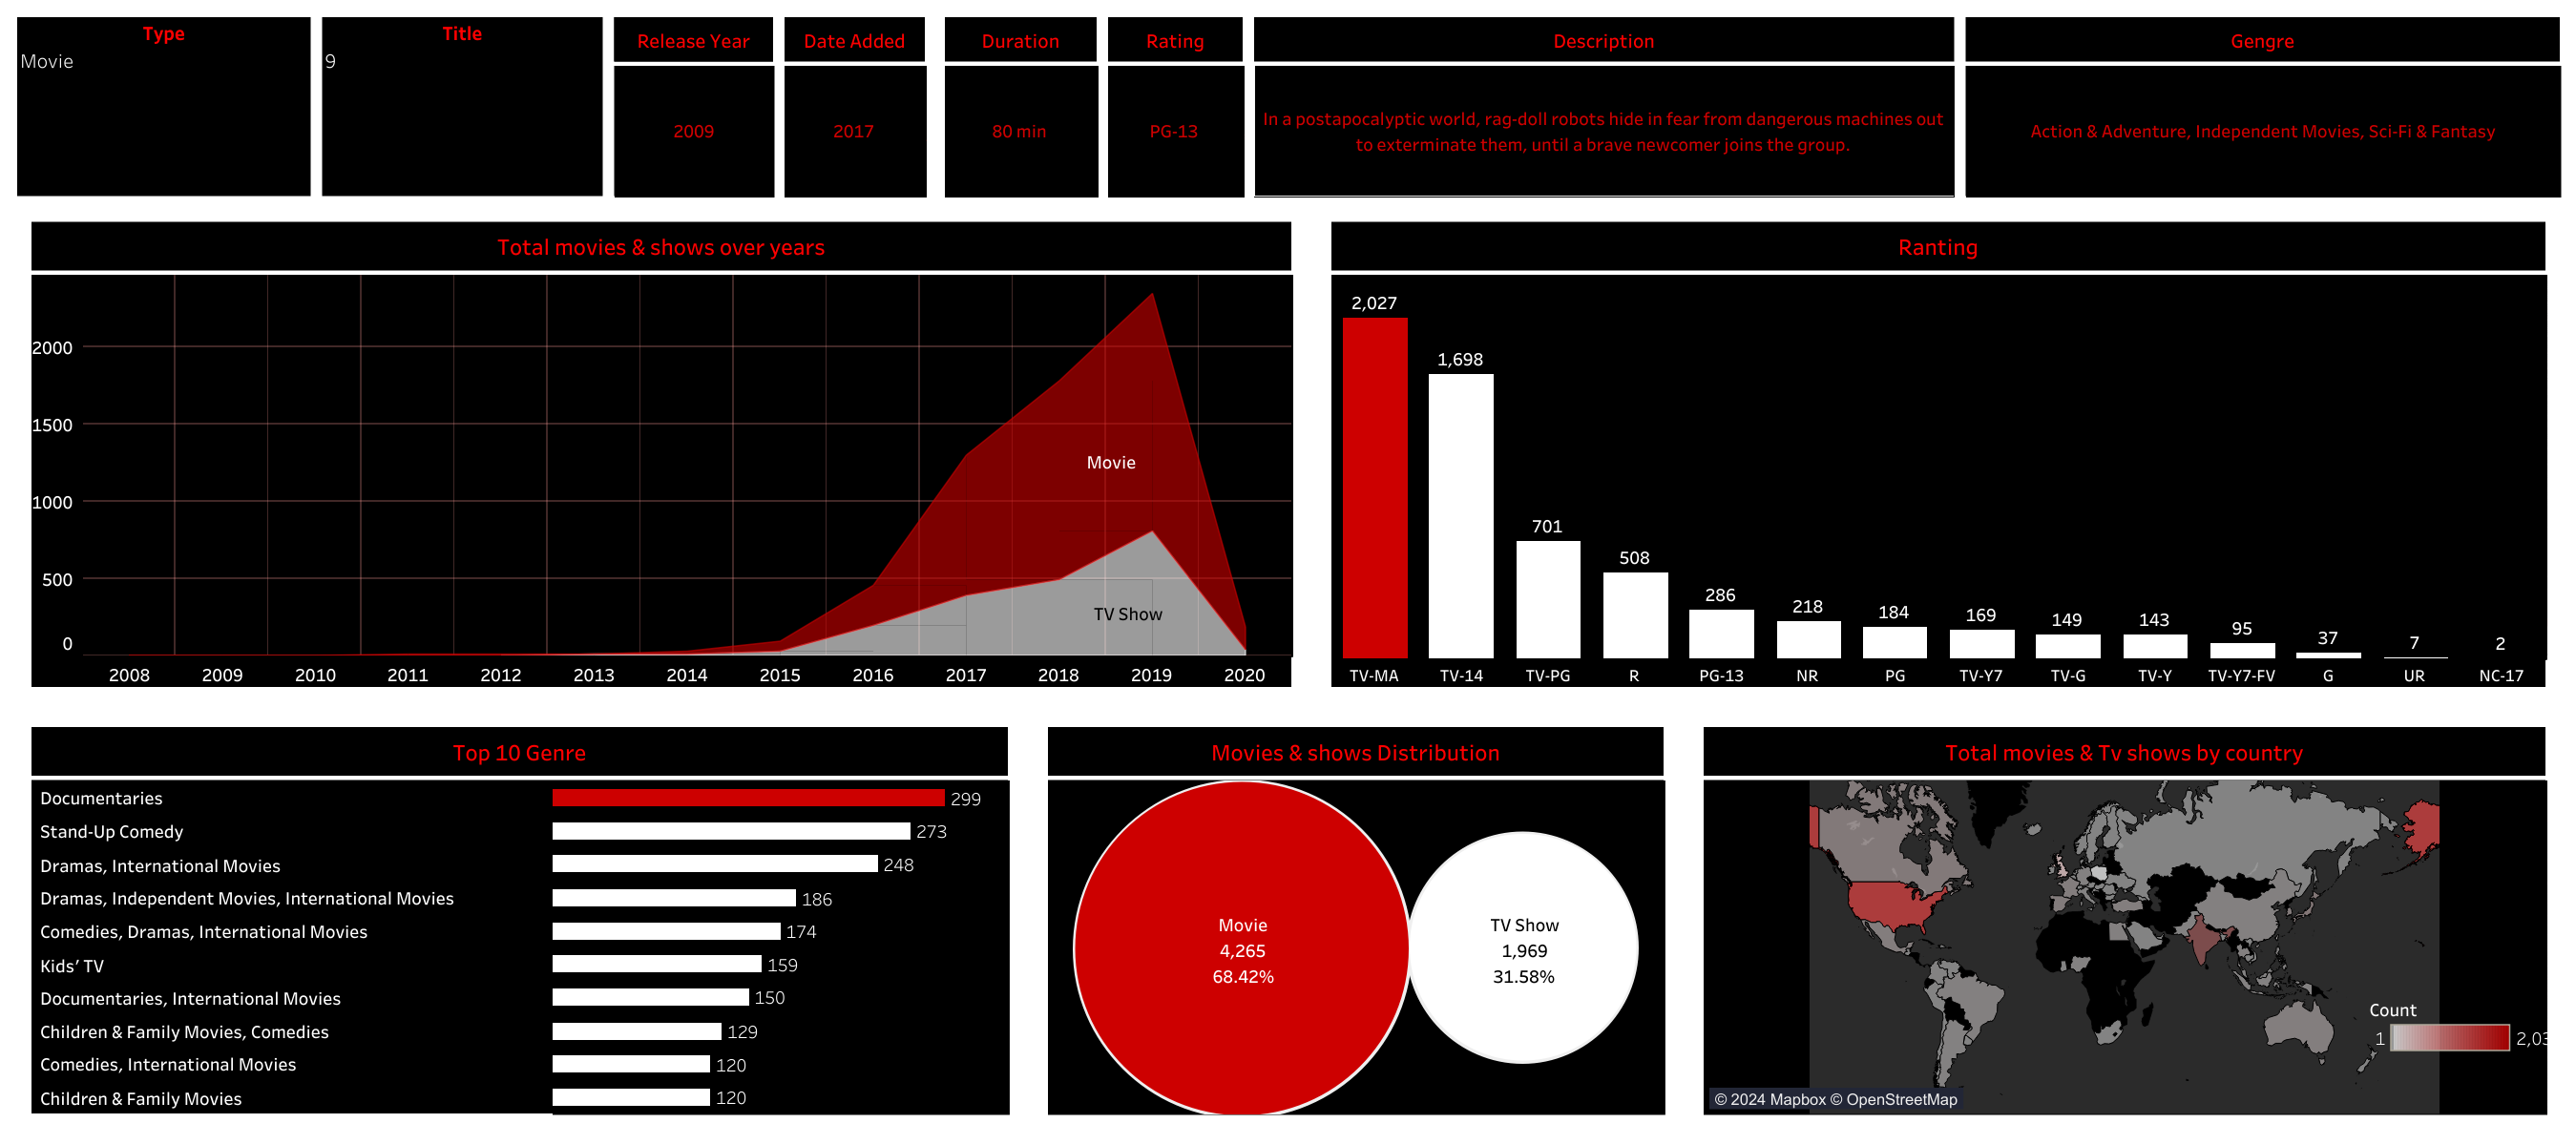 Type
Movie
Title
9
Release Year
2009
Date Added
2017
Duration
80 min
Rating
PG-13
Description
In a postapocalyptic world, rag-doll robots hide in fear from dangerous machines out
to exterminate them, until a brave newcomer joins the group.
Gengre
Action & Adventure, Independent Movies, Sci-Fi & Fantasy
Total movies & shows over years
2000
1500
1000
500
0
Movie
TV Show
2008 2009 2010 2011 2012 2013 2014 2015 2016 2017 2018 2019 2020
Ranting
2,027 1,698 701 508 286 218 184 169 149 143 95 37 7 2
TV-MA TV-14 TV-PG R PG-13 NR PG TV-Y7 TV-G TV-Y TV-Y7-FV G UR NC-17
Top 10 Genre
Documentaries 299
Stand-Up Comedy 273
Dramas, International Movies 248
Dramas, Independent Movies, International Movies 186
Comedies, Dramas, International Movies 174
Kids' TV 159
Documentaries, International Movies 150
Children & Family Movies, Comedies 129
Comedies, International Movies 120
Children & Family Movies 120
Movies & shows Distribution
Movie
4,265
68.42%
TV Show
1,969
31.58%
Total movies & Tv shows by country
Count
1
© 2024 Mapbox © OpenStreetMap